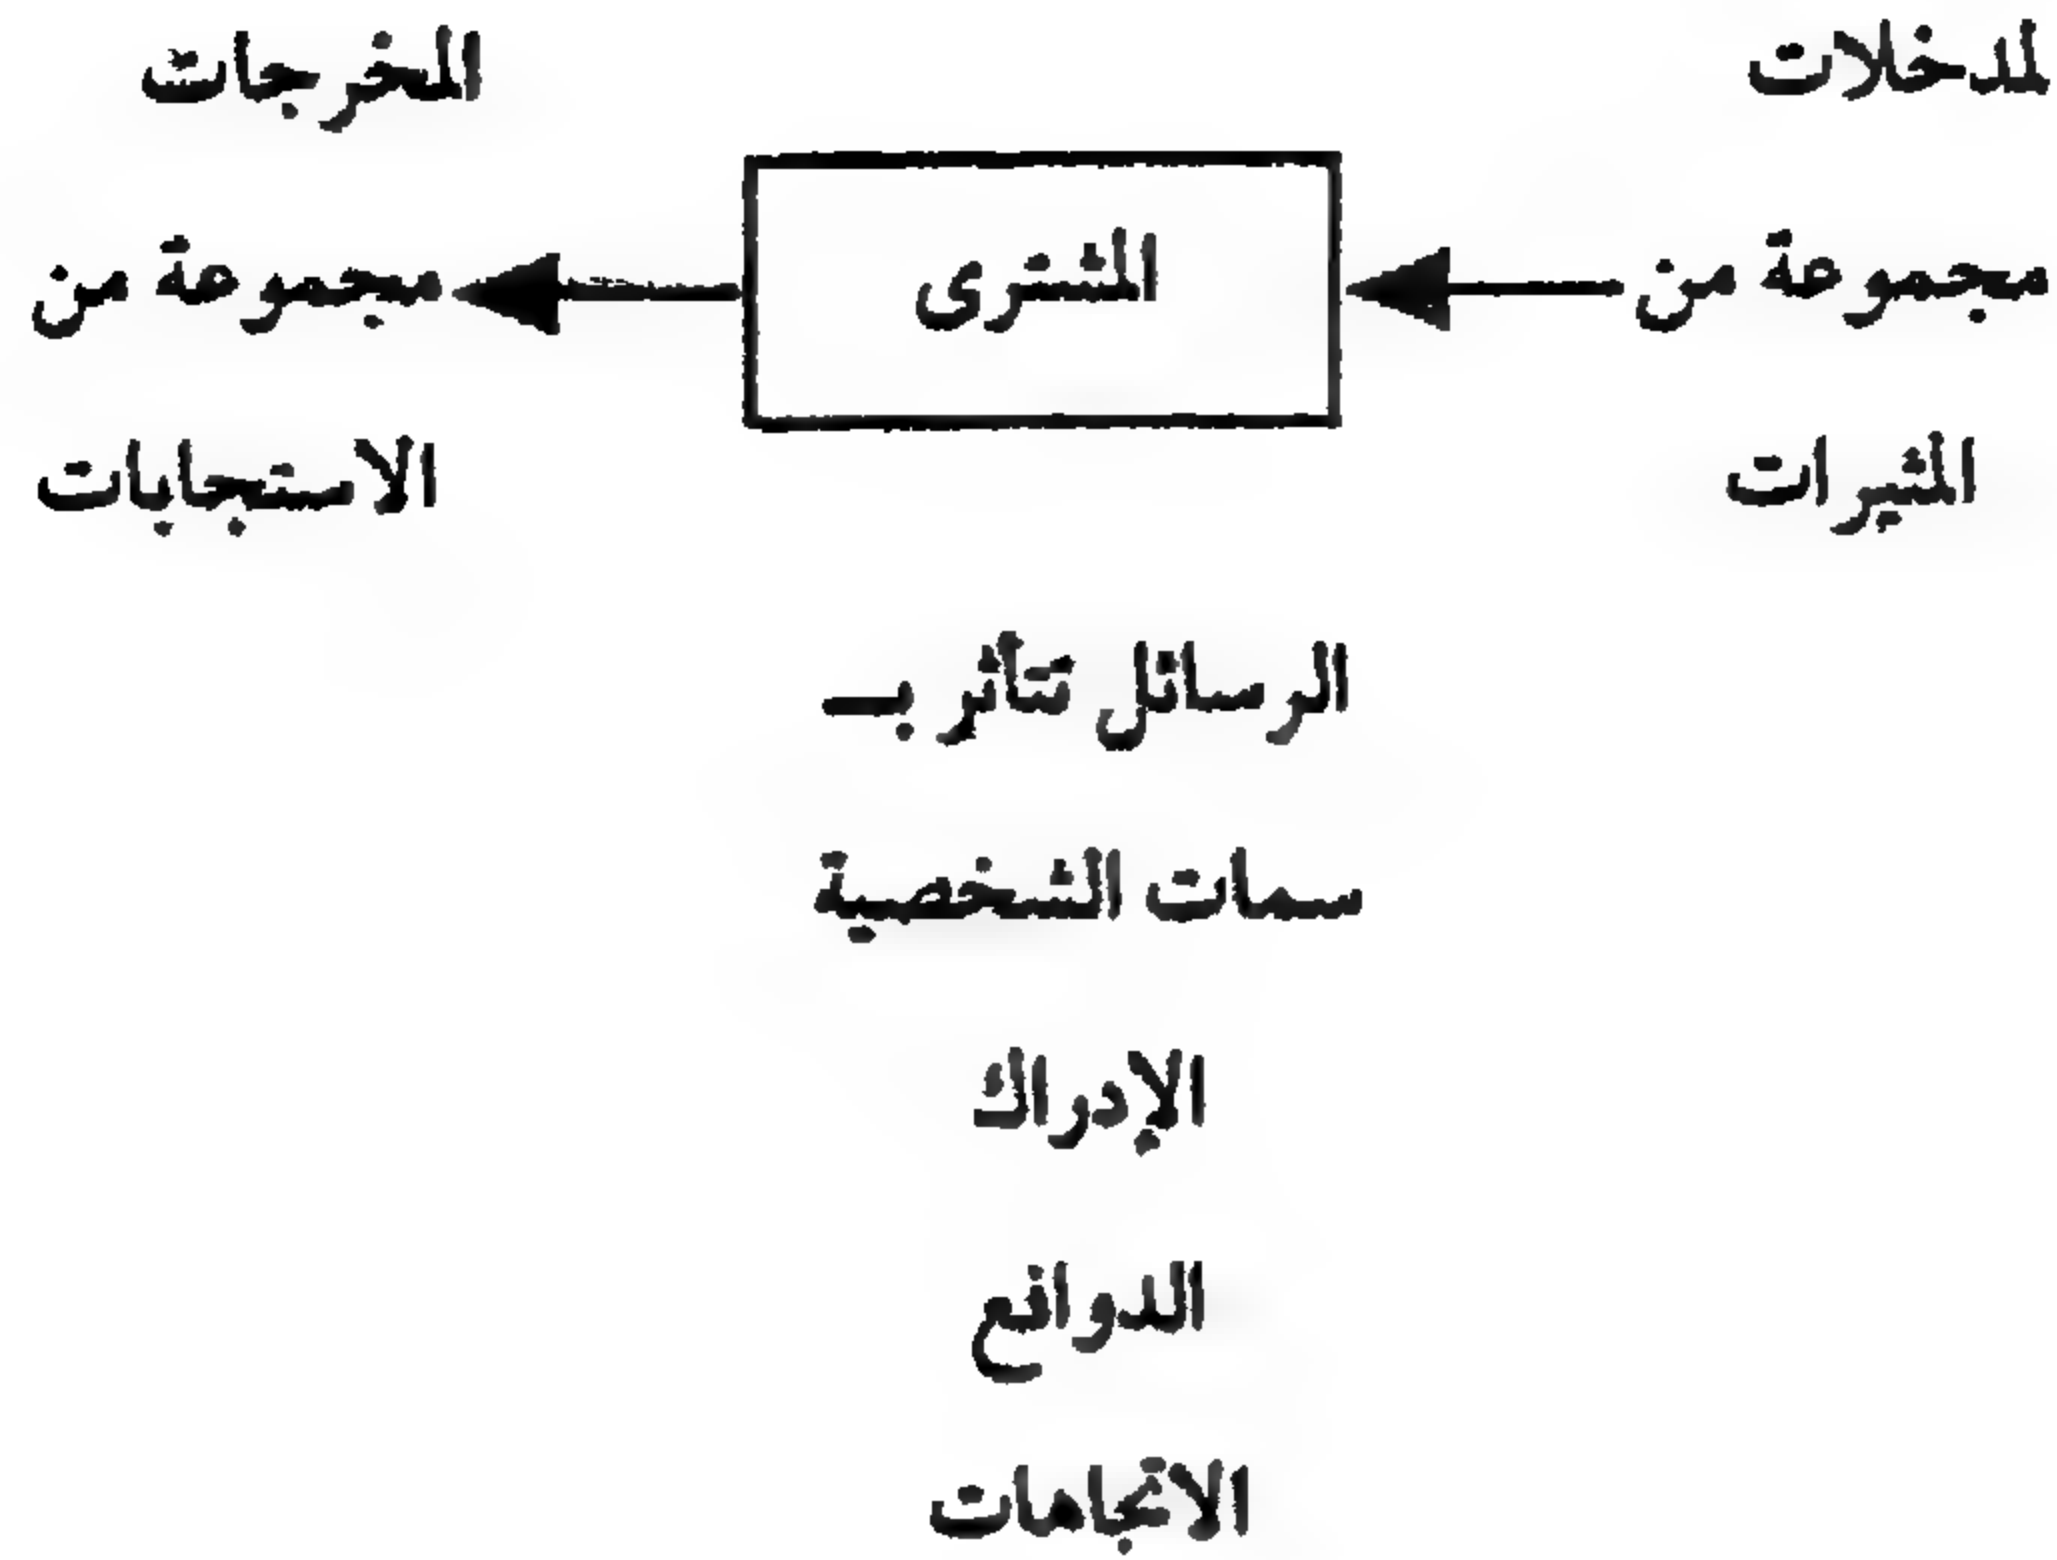 لمدخلات
المخرجات
مجموعة من
المشترى
مجموعة من
المثيرات
الاستجابات
الرسائل تتأثر بـ
سمات الشخصية
الإدراك
الدوافع
الاتجاهات